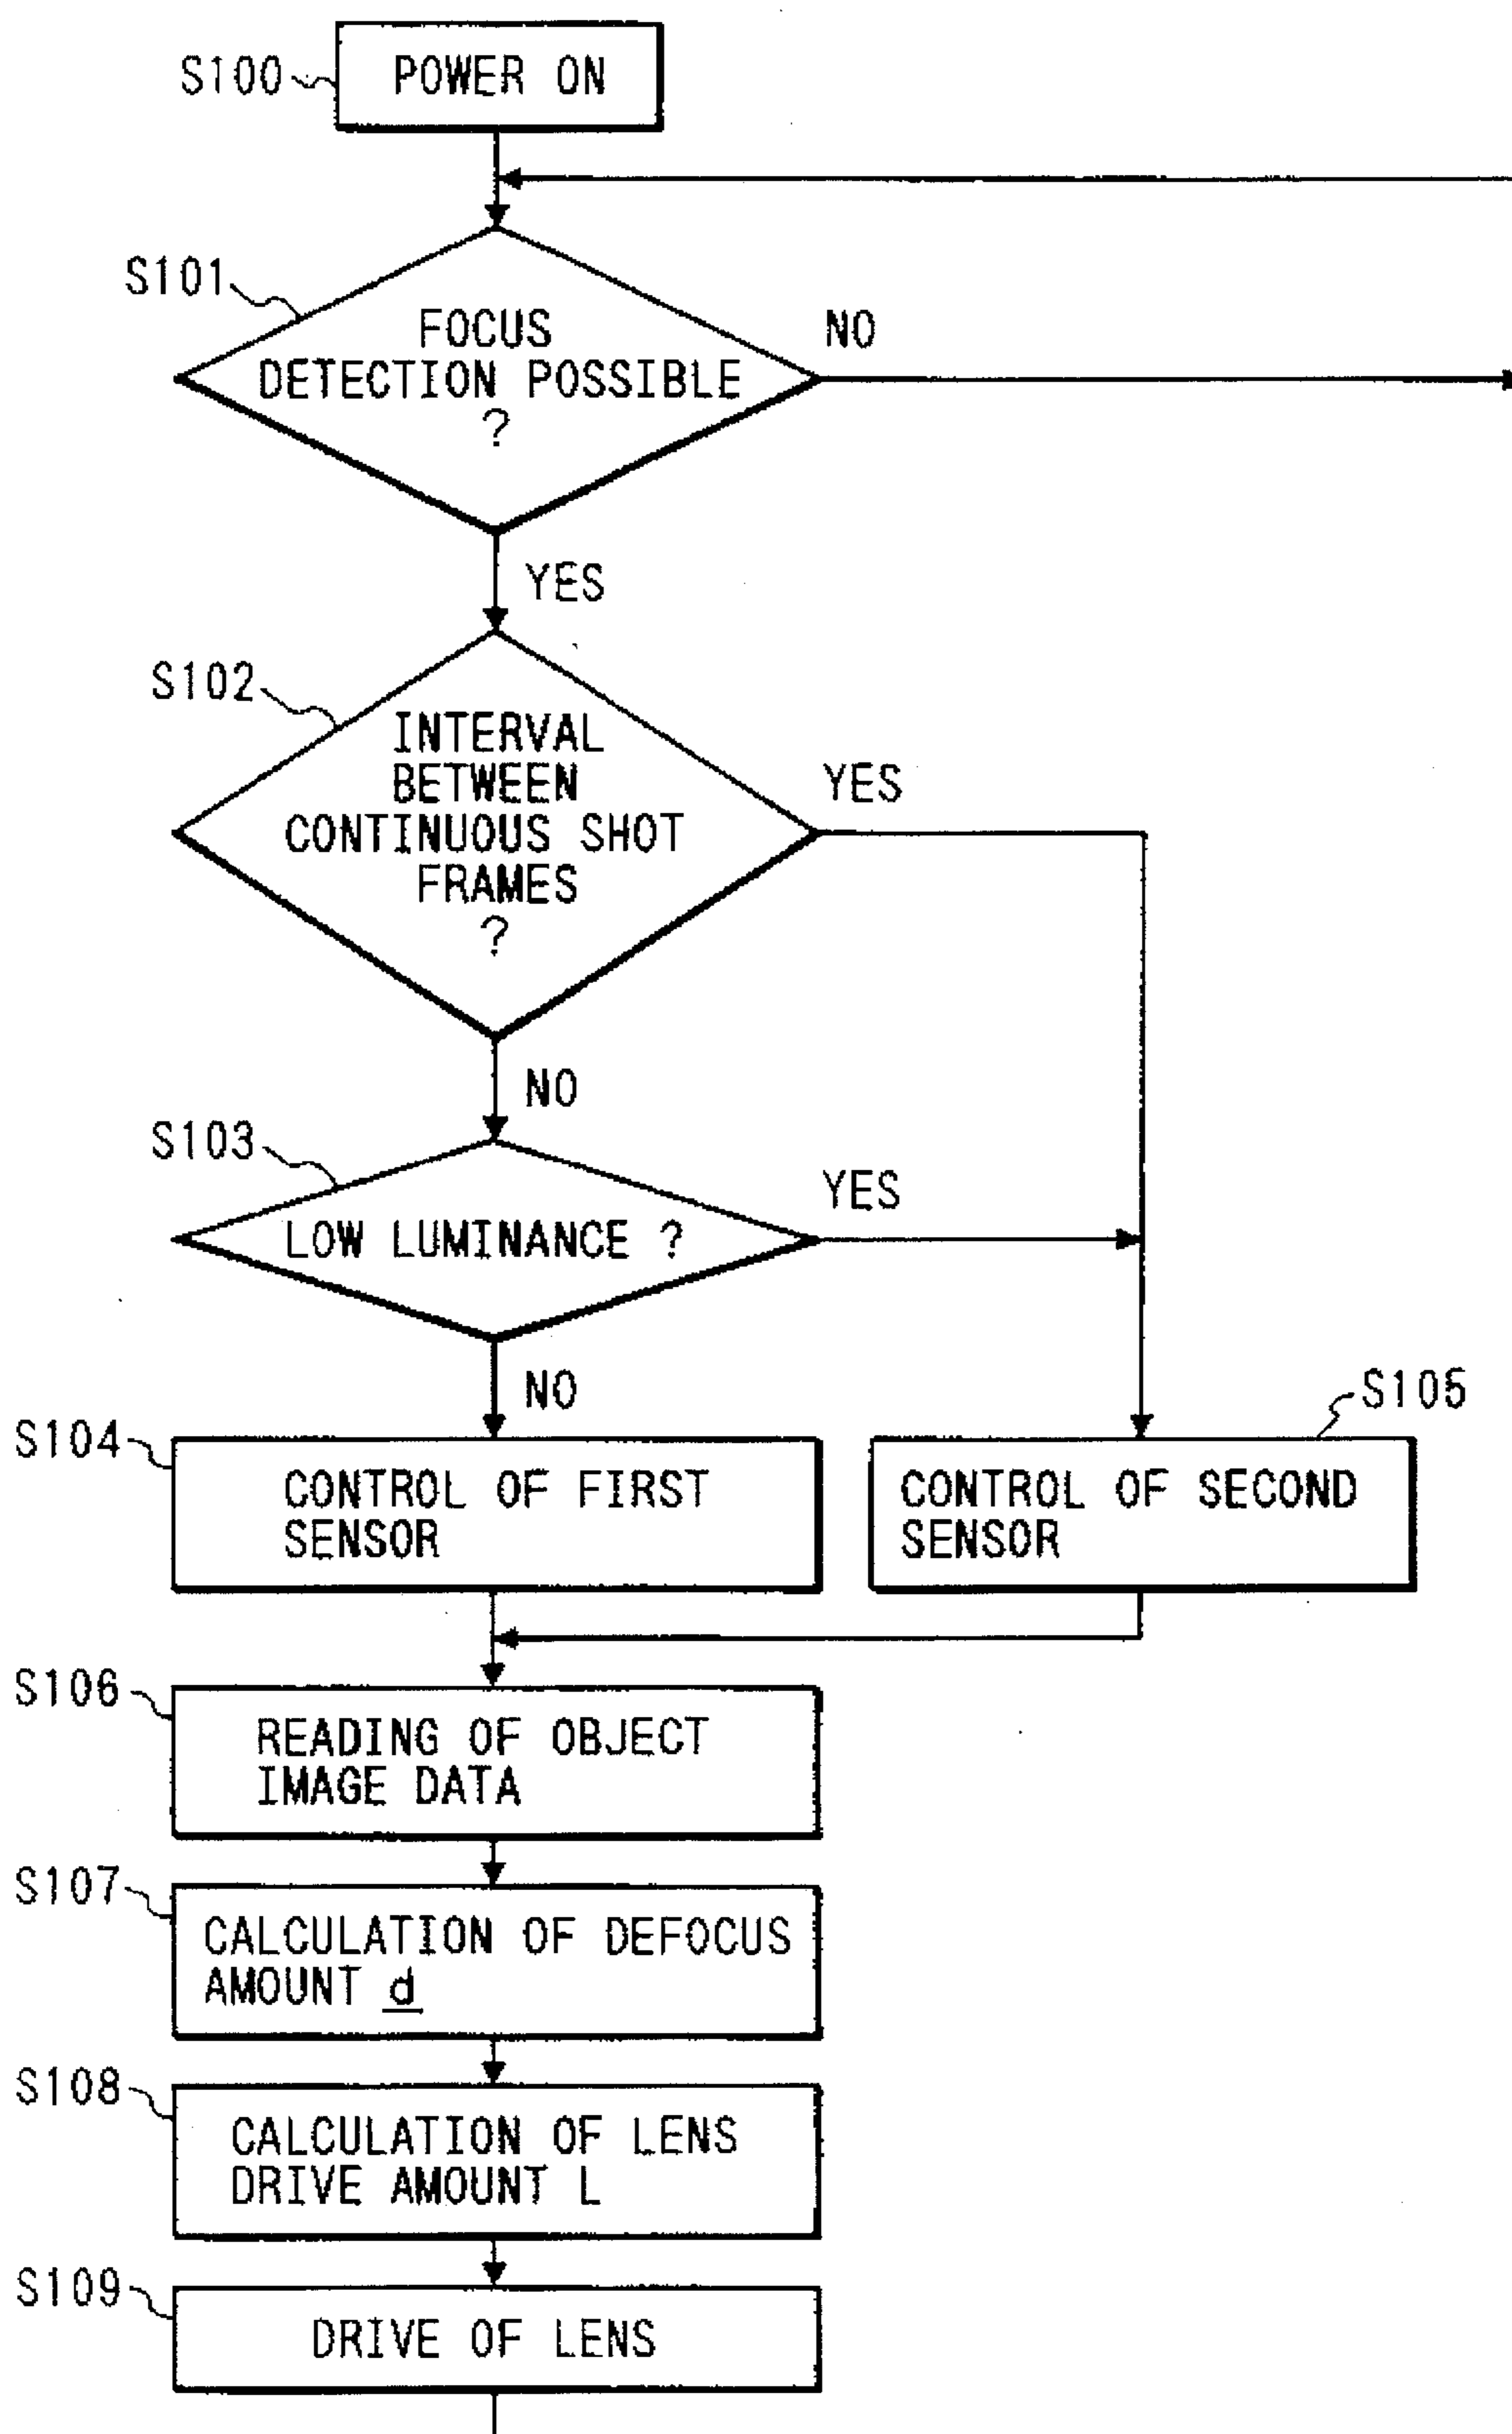 S100
POWER ON
S101
FOCUS
DETECTION POSSIBLE
?
NO
YES
S102
INTERVAL
BETWEEN
CONTINUOUS SHOT
FRAMES
?
YES
NO
S103
LOW LUMINANCE ?
YES
NO
S104
CONTROL OF FIRST
SENSOR
S105
CONTROL OF SECOND
SENSOR
S106
READING OF OBJECT
IMAGE DATA
S107
CALCULATION OF DEFOCUS
AMOUNT d
S108
CALCULATION OF LENS
DRIVE AMOUNT L
S109
DRIVE OF LENS